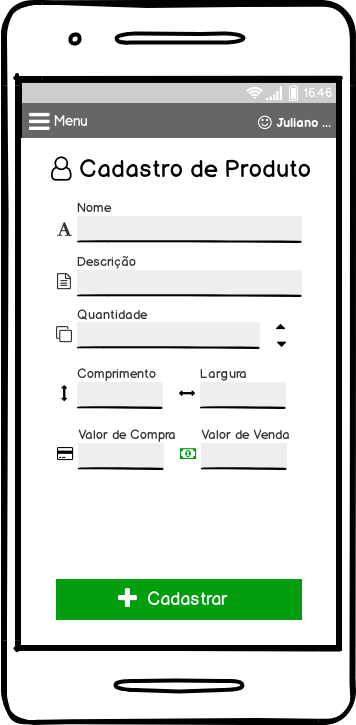 16:46
Menu
Juliano ...
Cadastro de Produto
Nome
A
Descrição
Quantidade
Comprimento Largura
Valor de Compra Valor de Venda
Cadastrar